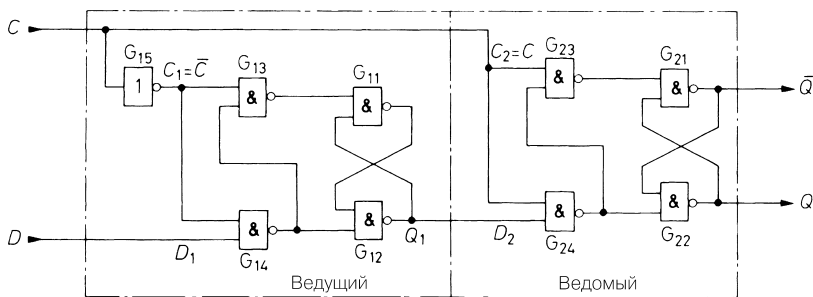 C
G₁₅
C₁=C̄
G₁₃
G₁₁
C₂=C
G₂₃
G₂₁
1
&
&
&
&
Q̄
&
&
&
&
Q
D
D₁
G₁₄
G₁₂
Q₁
D₂
G₂₄
G₂₂
Ведущий
Ведомый